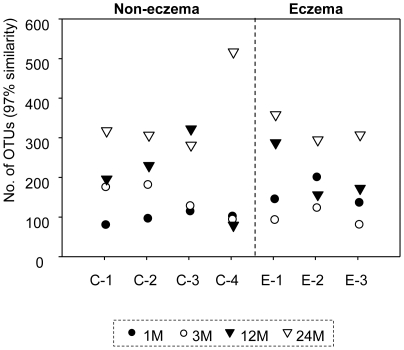 Non-eczema Eczema
No. of OTUs (97% similarity)
600
500
400
300
200
100
0
C-1 C-2 C-3 C-4 E-1 E-2 E-3
1M 3M 12M 24M